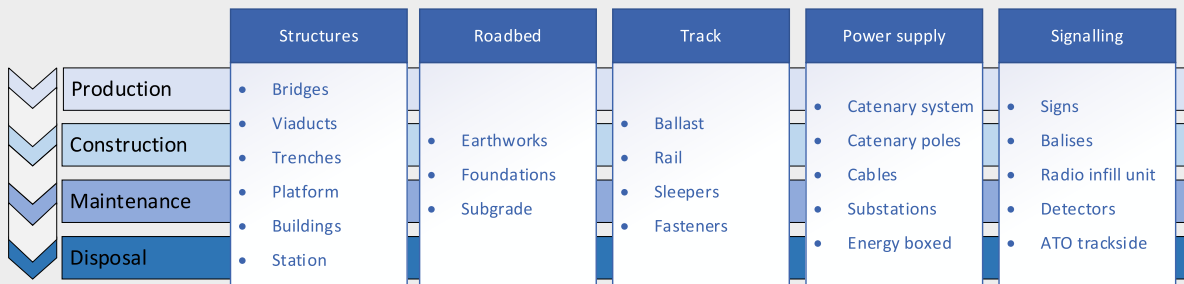 Structures
Roadbed
Track
Power supply
Signalling
Production
Construction
Maintenance
Disposal
• Bridges
• Viaducts
• Trenches
• Platform
• Buildings
• Station
• Earthworks
• Foundations
• Subgrade
• Ballast
• Rail
• Sleepers
• Fasteners
• Catenary system
• Catenary poles
• Cables
• Substations
• Energy boxed
• Signs
• Balises
• Radio infill unit
• Detectors
• ATO trackside